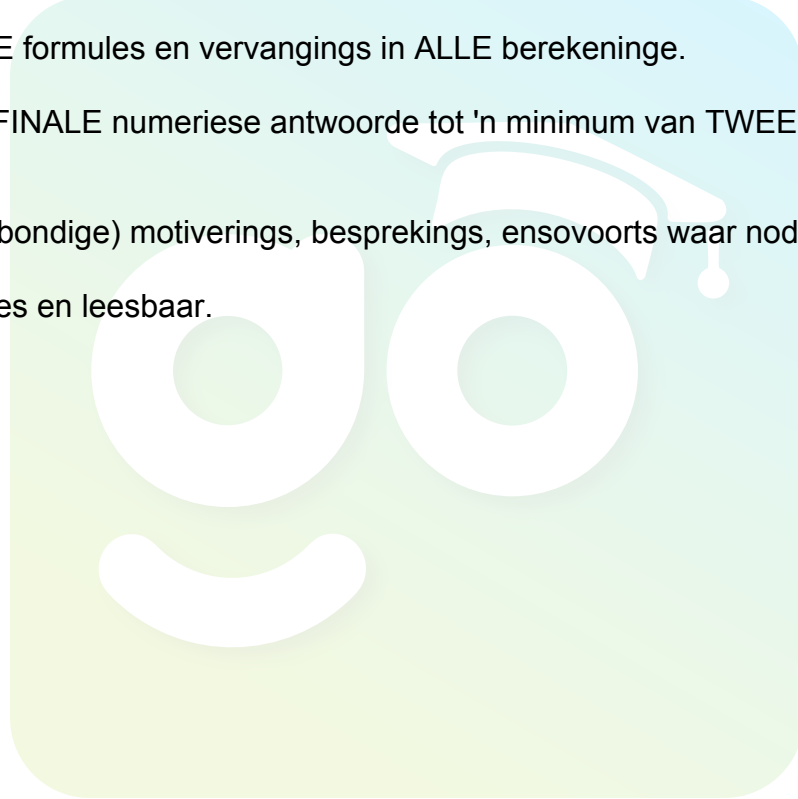 E formules en vervangings in ALLE berekeninge.
FINALE numeriese antwoorde tot 'n minimum van TWEE
bondige) motiverings, besprekings, ensovoorts waar nod
es en leesbaar.
go